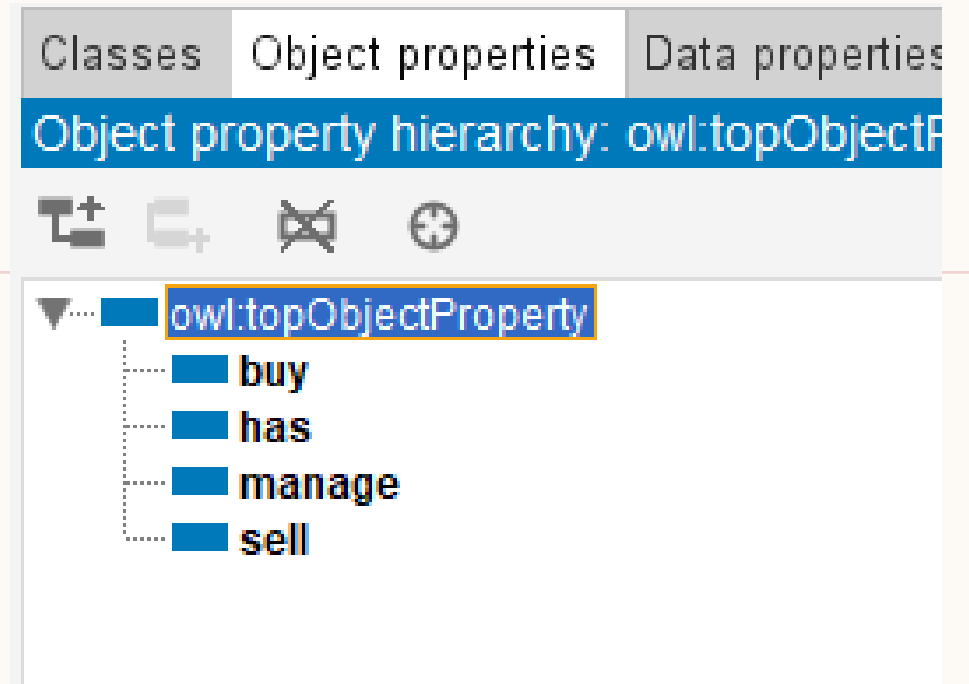 Classes Object properties Data properties
Object property hierarchy: owl:topObjectP
owl:topObjectProperty
buy
has
manage
sell